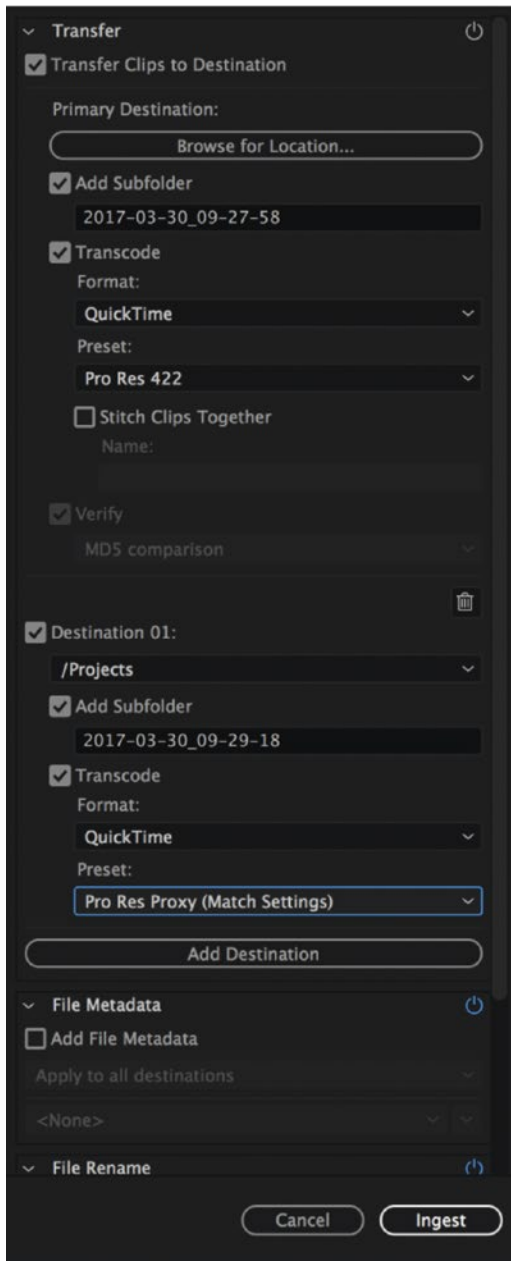 Transfer
Transfer Clips to Destination
Primary Destination:
Browse for Location...
Add Subfolder
2017-03-30_09-27-58
Transcode
Format:
QuickTime
Preset:
Pro Res 422
Stitch Clips Together
Name:
Verify
MD5 comparison
Destination 01:
/Projects
Add Subfolder
2017-03-30_09-29-18
Transcode
Format:
QuickTime
Preset:
Pro Res Proxy (Match Settings)
Add Destination
File Metadata
Add File Metadata
Apply to all destinations
<None>
File Rename
Cancel Ingest